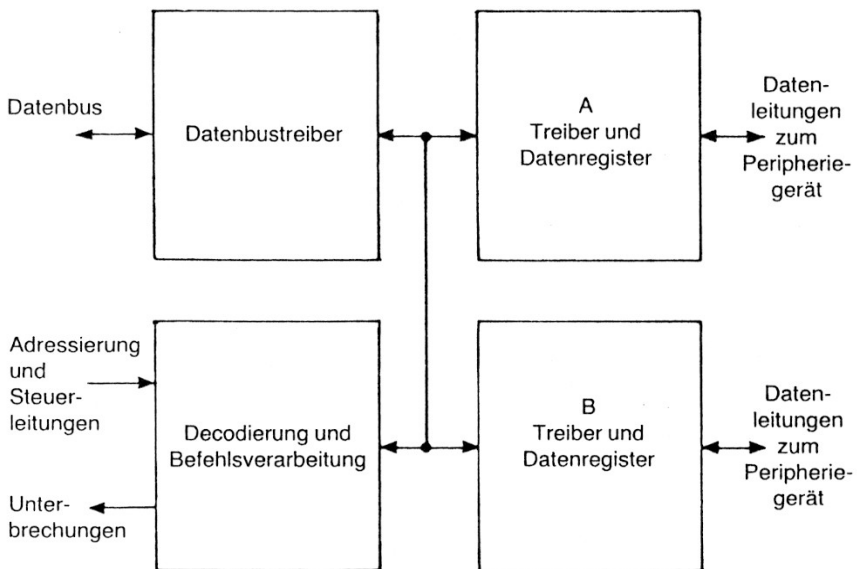 Datenbus
Datenbustreiber
A
Treiber und
Datenregister
Daten-
leitungen
zum
Peripherie-
gerät
Adressierung
und
Steuer-
leitungen
Unter-
brechungen
Decodierung und
Befehlsverarbeitung
B
Treiber und
Datenregister
Daten-
leitungen
zum
Peripherie-
gerät